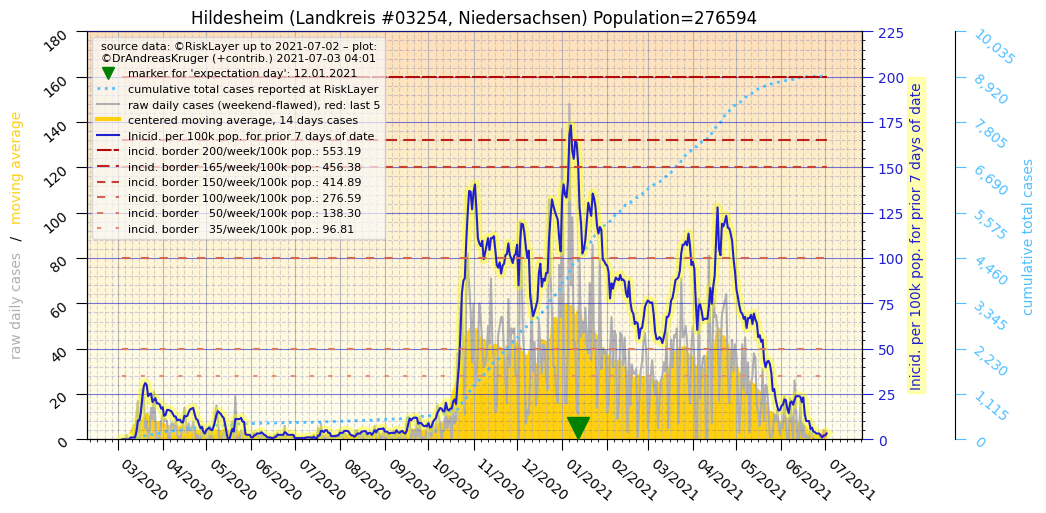 Hildesheim (Landkreis #03254, Niedersachsen) Population=276594
source data: ©RiskLayer up to 2021-07-02 – plot:
©DrAndreasKruger (+contrib.) 2021-07-03 04:01
marker for 'expectation day': 12.01.2021
cumulative total cases reported at RiskLayer
raw daily cases (weekend-flawed), red: last 5
centered moving average, 14 days cases
Inicid. per 100k pop. for prior 7 days of date
incid. border 200/week/100k pop.: 553.19
incid. border 165/week/100k pop.: 456.38
incid. border 150/week/100k pop.: 414.89
incid. border 100/week/100k pop.: 276.59
incid. border   50/week/100k pop.: 138.30
incid. border   35/week/100k pop.: 96.81
raw daily cases   /   moving average
180
160
140
120
100
80
60
40
20
0
03/2020
04/2020
05/2020
06/2020
07/2020
08/2020
09/2020
10/2020
11/2020
12/2020
01/2021
02/2021
03/2021
04/2021
05/2021
06/2021
07/2021
225
200
175
150
125
100
75
50
25
0
Inicid. per 100k pop. for prior 7 days of date
10,035
8,920
7,805
6,690
5,575
4,460
3,345
2,230
1,115
0
cumulative total cases